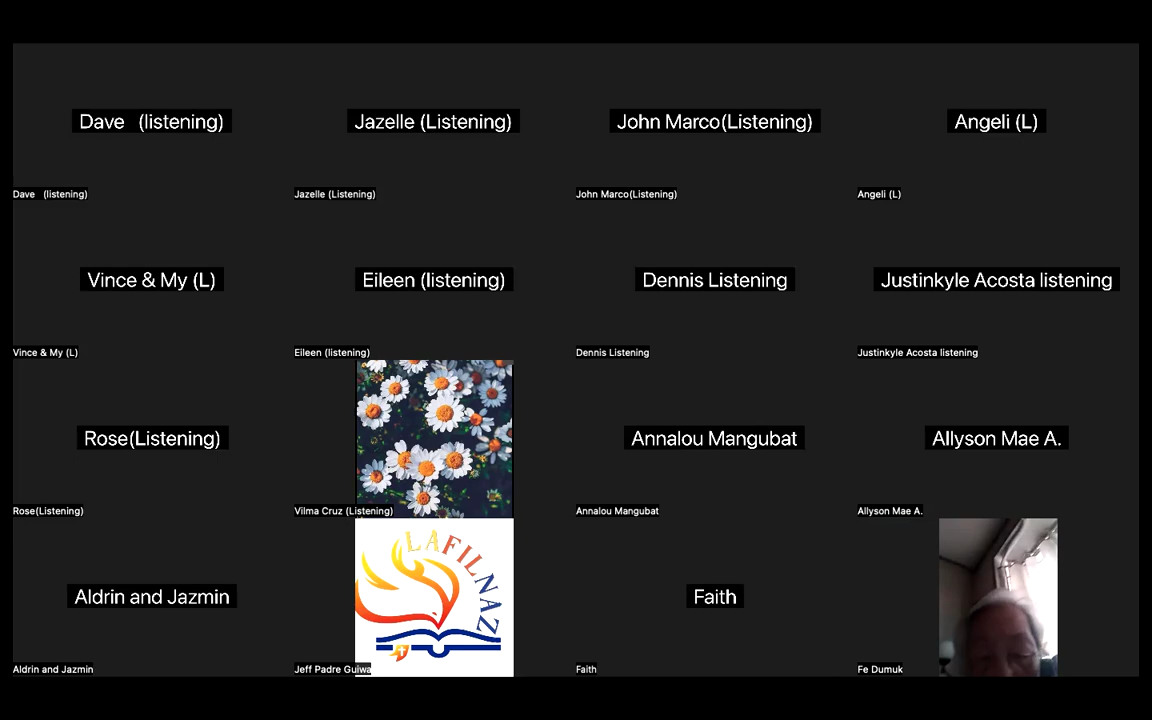 Dave (listening)
Jazelle (Listening)
John Marco(Listening)
Angeli (L)
Dave (listening)
Jazelle (Listening)
John Marco(Listening)
Angeli (L)
Vince & My (L)
Eileen (listening)
Dennis Listening
Justinkyle Acosta listening
Vince & My (L)
Eileen (listening)
Dennis Listening
Justinkyle Acosta listening
Rose(Listening)
Annalou Mangubat
Allyson Mae A.
Rose(Listening)
Vilma Cruz (Listening)
Annalou Mangubat
Allyson Mae A.
LAFILNAZ
Aldrin and Jazmin
Faith
Aldrin and Jazmin
Jeff Padre Guiwa
Faith
Fe Dumuk